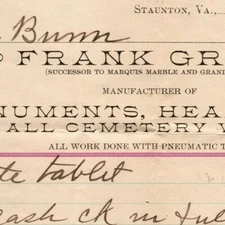 STAUNTON, VA.,
Bunn
FRANK GR
(SUCCESSOR TO MARQUIS MARBLE AND GRANI
MANUFACTURER OF
NUMENTS, HEA
ALL CEMETERY W
ALL WORK DONE WITH PNEUMATIC T
te tablet
cash ck in full